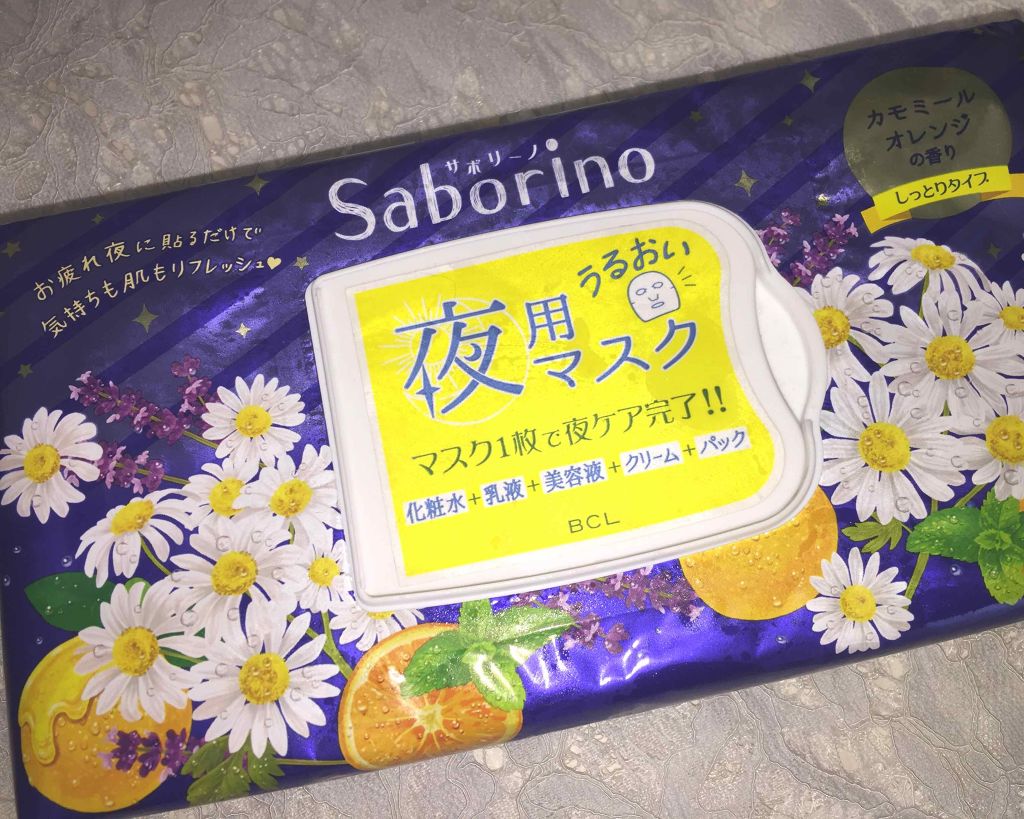 サボリーノ
Saborino
カモミール
オレンジ
の香り
しっとりタイプ
お疲れ夜に貼るだけで
気持ちも肌もリフレッシュ♥
うるおい
夜用
マスク
マスク1枚で夜ケア完了!!
化粧水+乳液+美容液+クリーム+パック
BCL